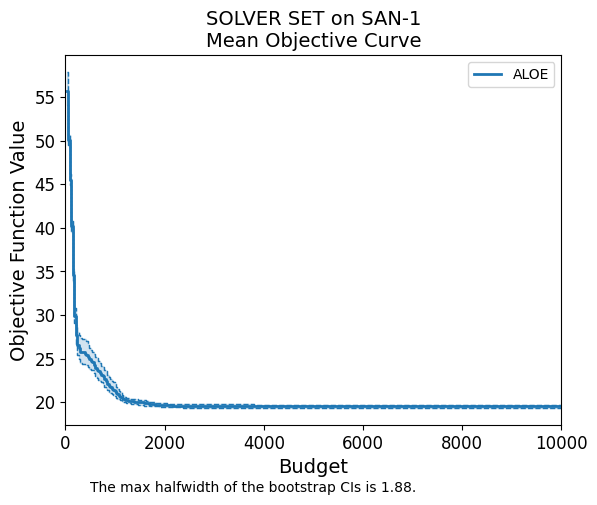 SOLVER SET on SAN-1
Mean Objective Curve
ALOE
Objective Function Value
55
50
45
40
35
30
25
20
0
2000
4000
6000
8000
10000
Budget
The max halfwidth of the bootstrap CIs is 1.88.